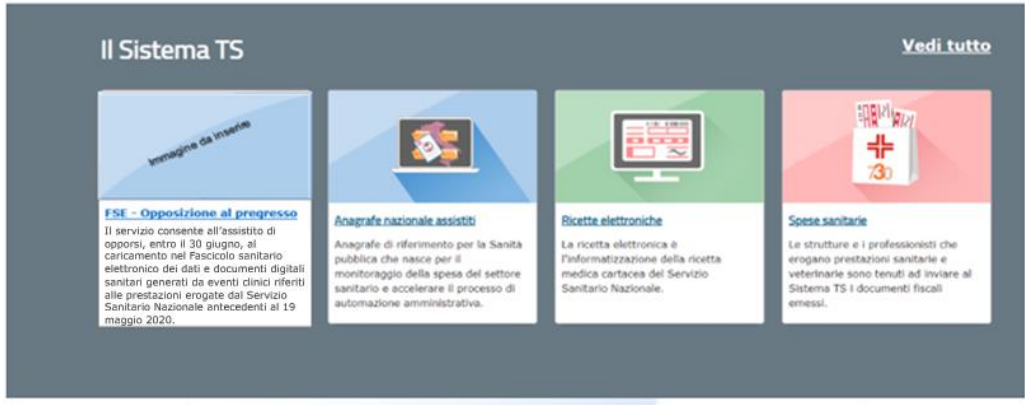 Il Sistema TS
Vedi tutto
Immagine da inserire
FSE - Opposizione al pregresso
Il servizio consente all'assistito di
opporsi, entro il 30 giugno, al
caricamento nel Fascicolo sanitario
elettronico dei dati e documenti digitali
sanitari generati da eventi clinici riferiti
alle prestazioni erogate dal Servizio
Sanitario Nazionale antecedenti al 19
maggio 2020.
Anagrafe nazionale assistiti
Anagrafe di riferimento per la Sanità
pubblica che nasce per il
monitoraggio della spesa del settore
sanitario e accelerare il processo di
automazione amministrativa.
Ricette elettroniche
La ricetta elettronica è
l'informatizzazione della ricetta
medica cartacea del Servizio
Sanitario Nazionale.
730
Spese sanitarie
Le strutture e i professionisti che
erogano prestazioni sanitarie e
veterinarie sono tenuti ad inviare al
Sistema TS i documenti fiscali
emessi.